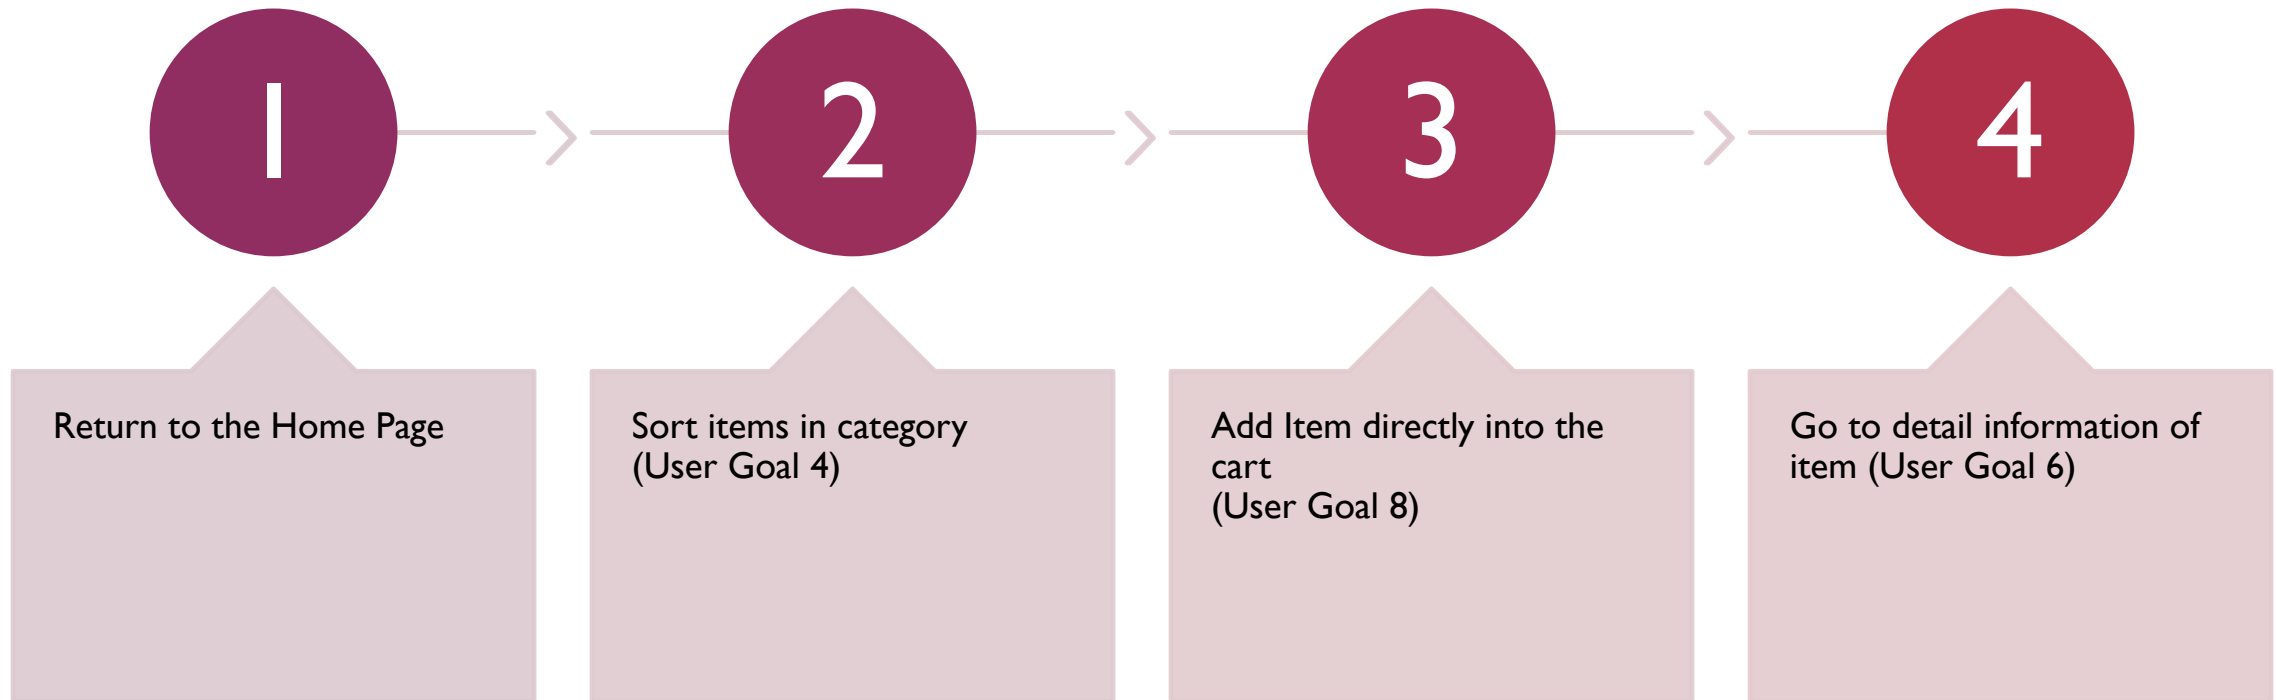 1
2
3
4
Return to the Home Page
Sort items in category
(User Goal 4)
Add Item directly into the
cart
(User Goal 8)
Go to detail information of
item (User Goal 6)